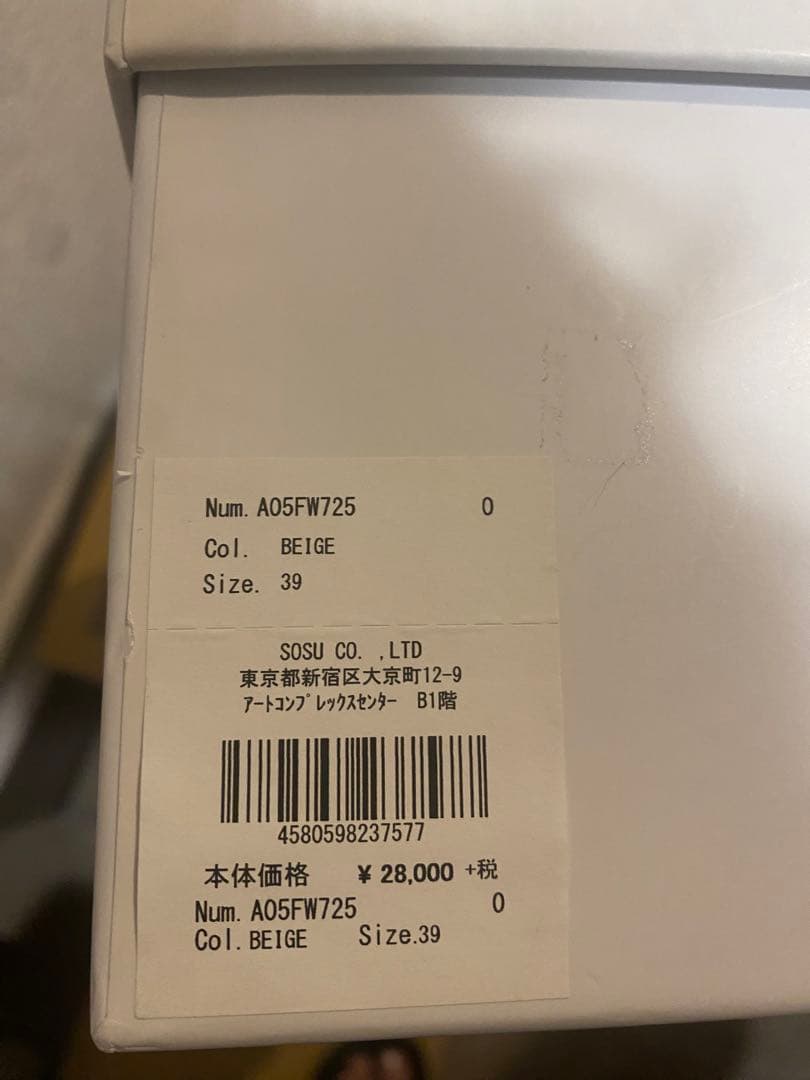 Num. A05FW725 0
Col. BEIGE
Size. 39
SOSU CO. ,LTD
東京都新宿区大京町12-9
ｱｰﾄｺﾝﾌﾟﾚｯｸｽｾﾝﾀｰ B1階
4580598237577
本体価格 ¥ 28,000 +税
Num. A05FW725 0
Col. BEIGE Size.39